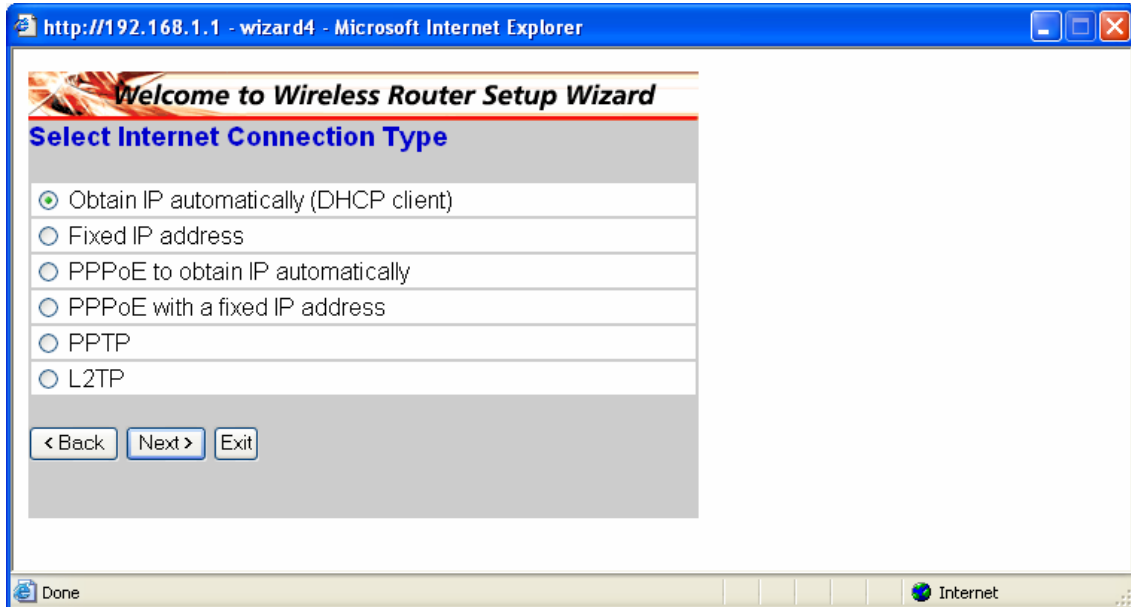 http://192.168.1.1 - wizard4 - Microsoft Internet Explorer
Welcome to Wireless Router Setup Wizard
Select Internet Connection Type
Obtain IP automatically (DHCP client)
Fixed IP address
PPPoE to obtain IP automatically
PPPoE with a fixed IP address
PPTP
L2TP
< Back Next > Exit
Done Internet